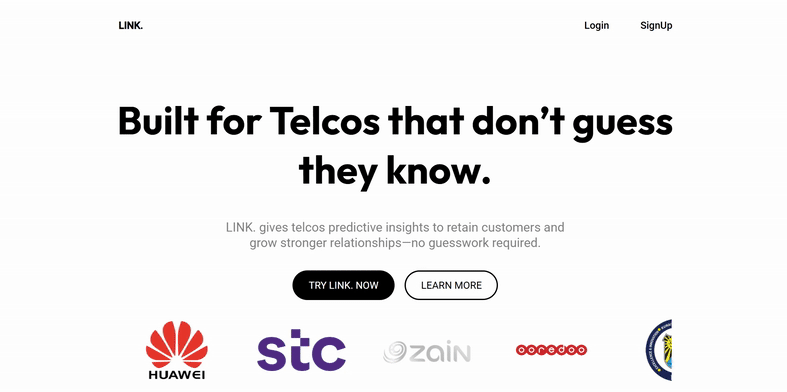 LINK.
Login
SignUp
Built for Telcos that don’t guess
they know.
LINK. gives telcos predictive insights to retain customers and
grow stronger relationships—no guesswork required.
TRY LINK. NOW
LEARN MORE
HUAWEI
stc
zain
ooredoo